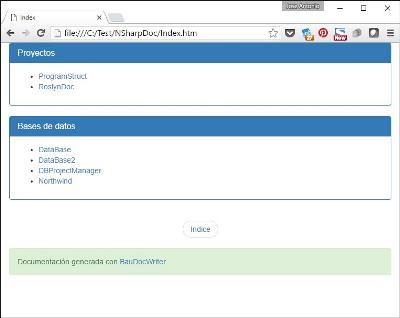 Jose Antonio
Index
file:///C:/Test/NSharpDoc/Index.htm
New
Proyectos
ProgramStruct
RoslynDoc
Bases de datos
DataBase
DataBase2
DBProjectManager
Northwind
Indice
Documentación generada con BauDocWriter